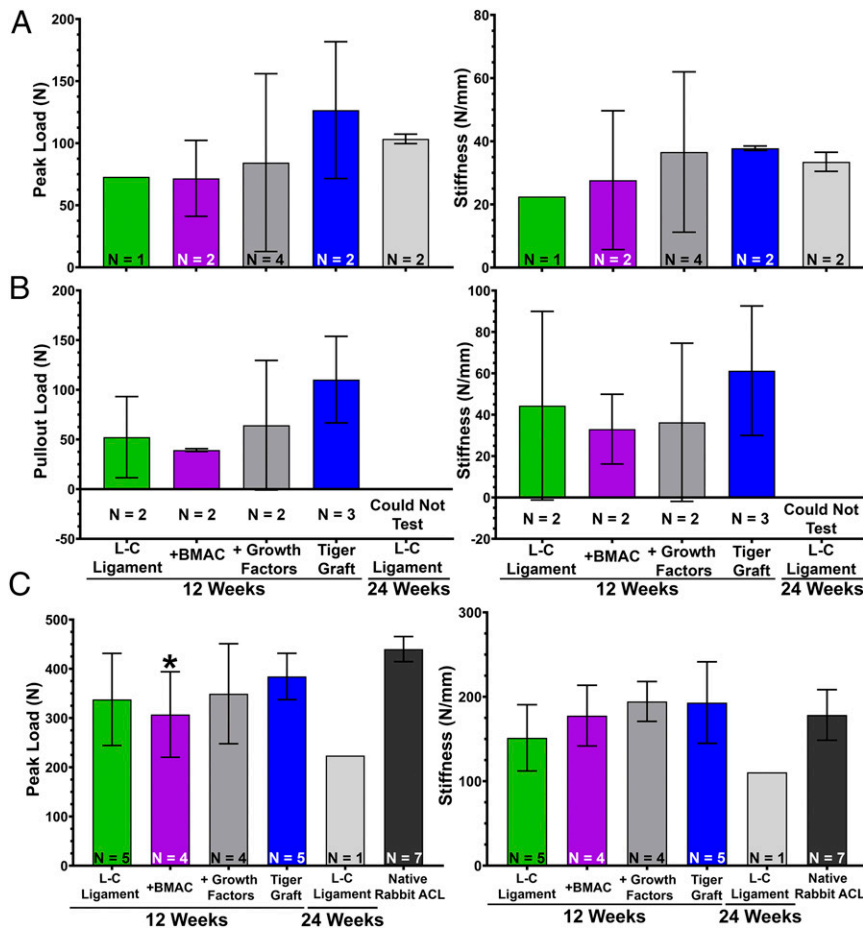 A
Peak Load (N)
200
150
100
50
0
N = 1
N = 2
N = 4
N = 2
N = 2
Stiffness (N/mm)
80
60
40
20
0
N = 1
N = 2
N = 4
N = 2
N = 2
B
Pullout Load (N)
200
150
100
50
0
-50
N = 2
N = 2
N = 2
N = 3
Could Not
Test
L-C
Ligament
+BMAC
+ Growth
Factors
Tiger
Graft
L-C
Ligament
12 Weeks
24 Weeks
Stiffness (N/mm)
100
80
60
40
20
0
-20
N = 2
N = 2
N = 2
N = 3
Could Not
Test
L-C
Ligament
+BMAC
+ Growth
Factors
Tiger
Graft
L-C
Ligament
12 Weeks
24 Weeks
C
Peak Load (N)
500
400
300
200
100
0
*
N = 5
N = 4
N = 4
N = 5
N = 1
N = 7
L-C
Ligament
+BMAC
+ Growth
Factors
Tiger
Graft
L-C
Ligament
Native
Rabbit ACL
12 Weeks
24 Weeks
Stiffness (N/mm)
300
200
100
0
N = 5
N = 4
N = 4
N = 5
N = 1
N = 7
L-C
Ligament
+BMAC
+ Growth
Factors
Tiger
Graft
L-C
Ligament
Native
Rabbit ACL
12 Weeks
24 Weeks